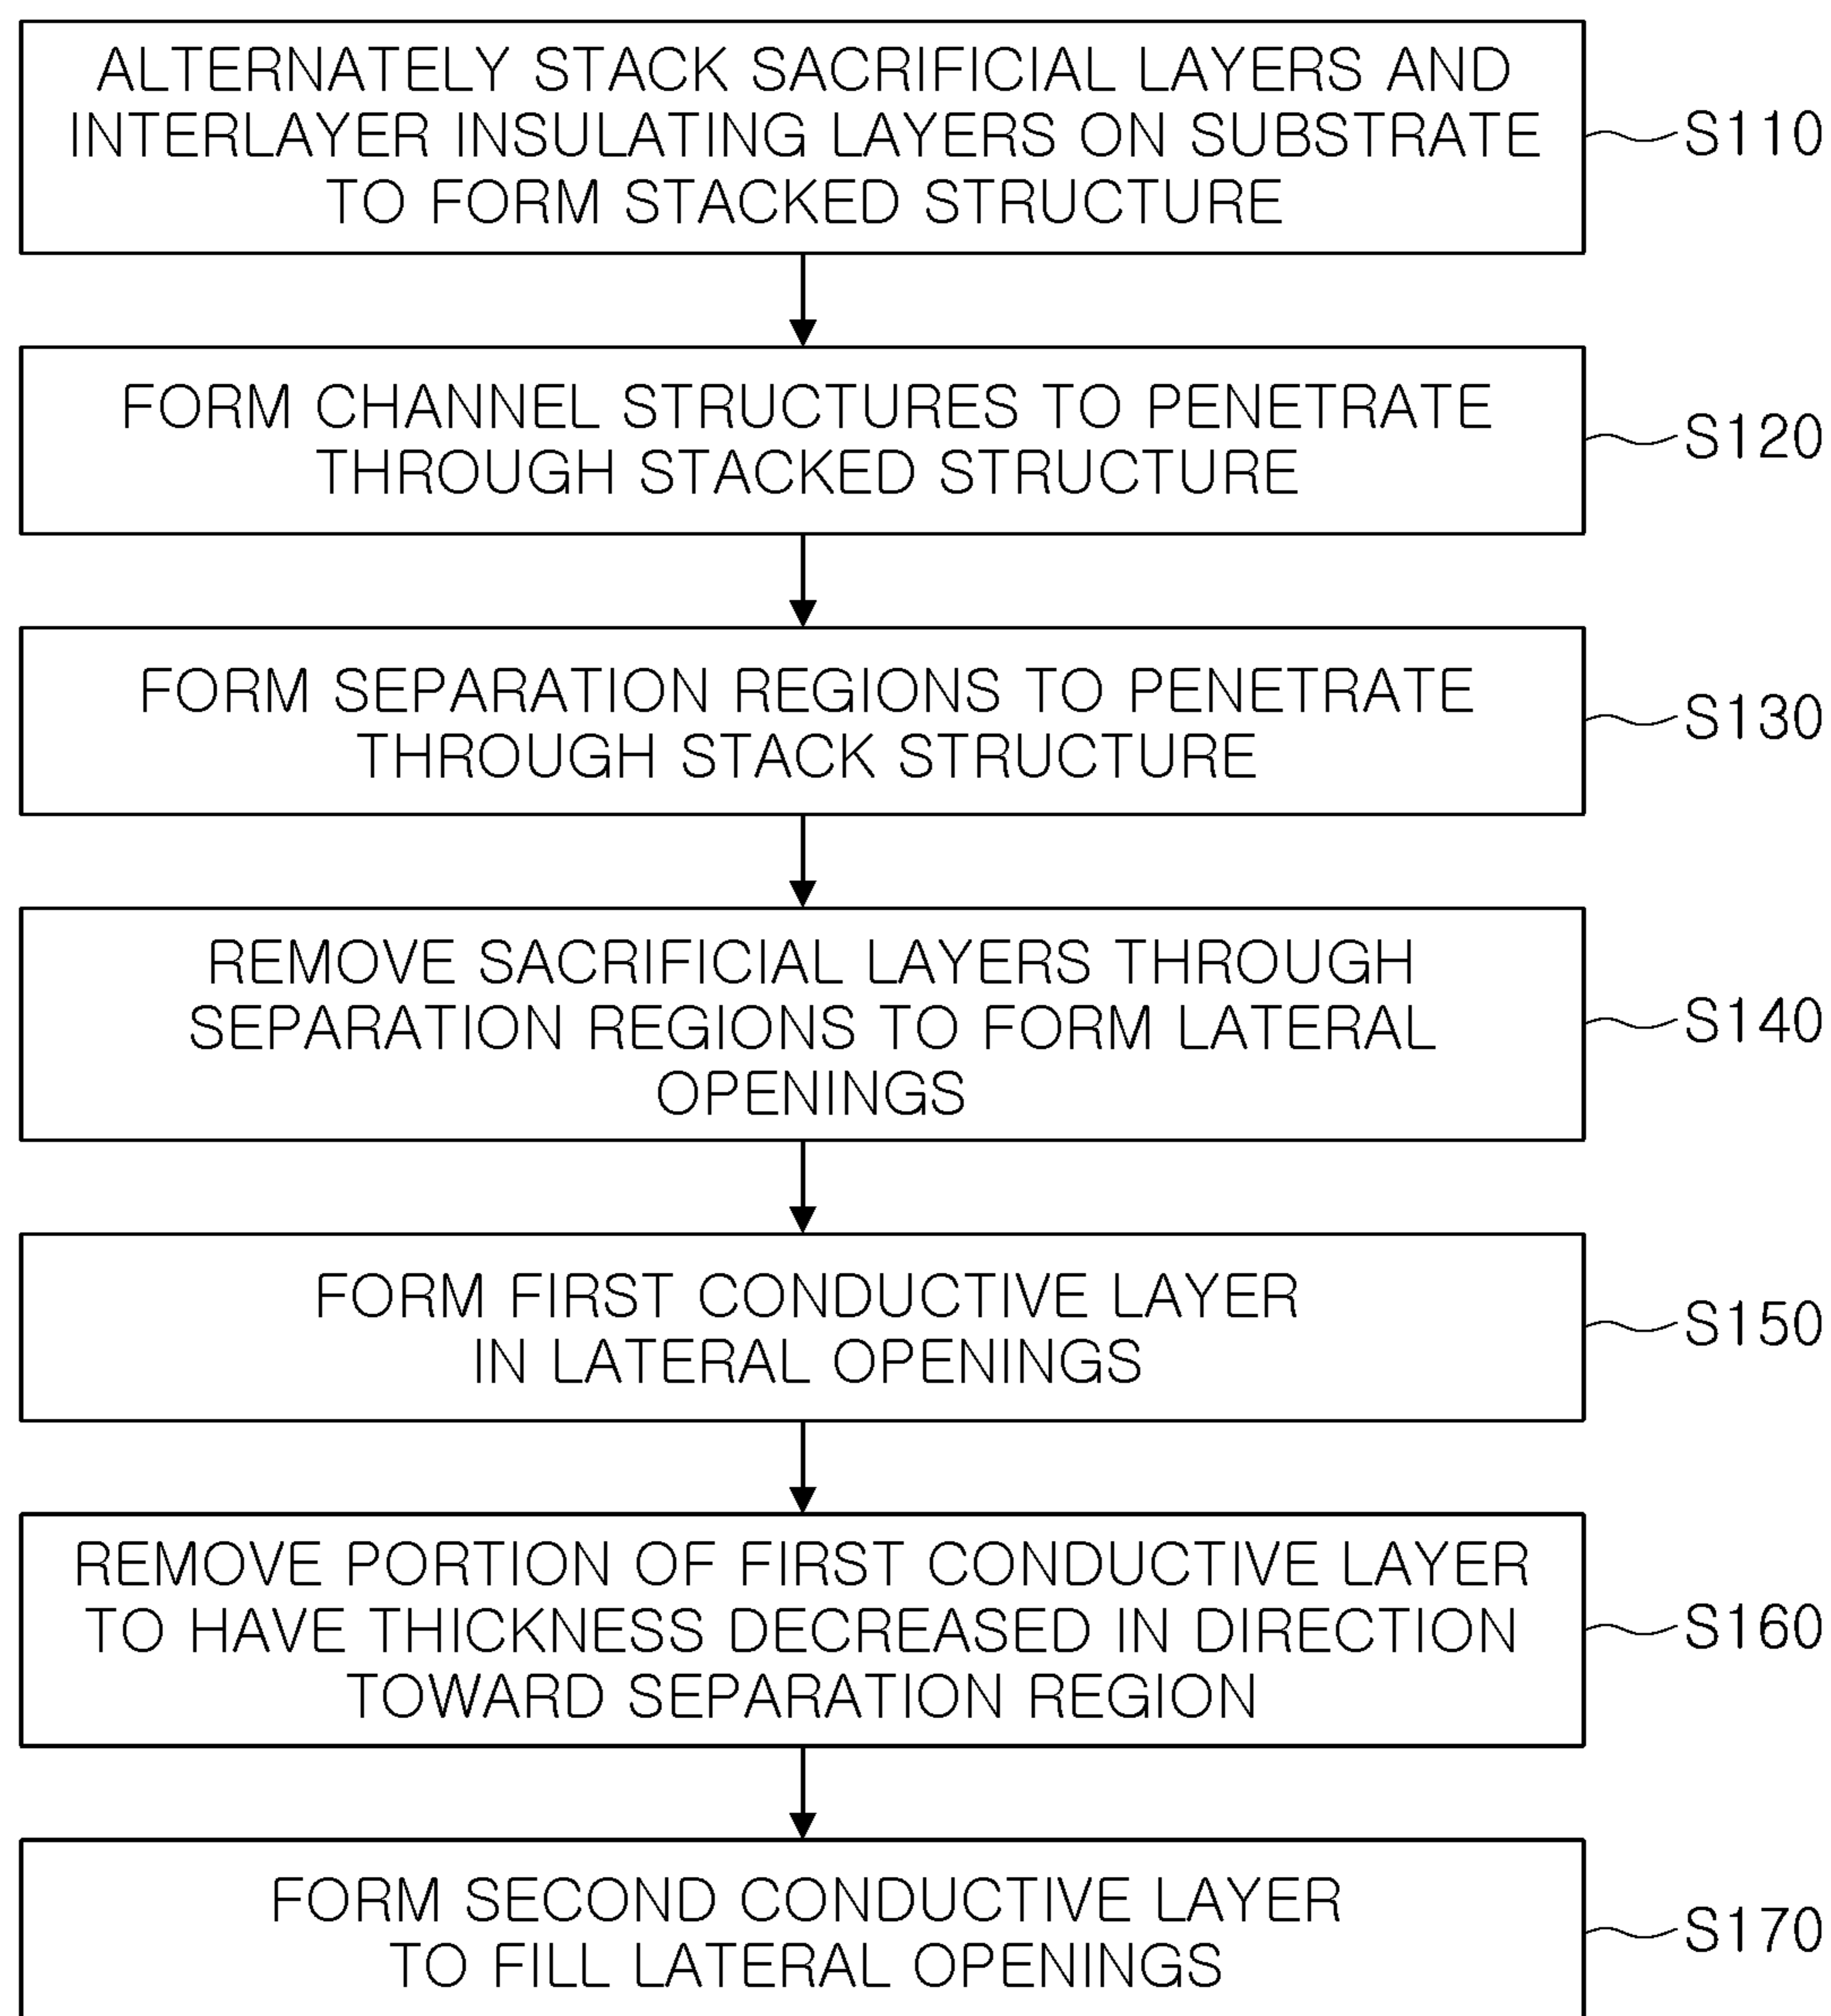 ALTERNATELY STACK SACRIFICIAL LAYERS AND
INTERLAYER INSULATING LAYERS ON SUBSTRATE
TO FORM STACKED STRUCTURE
S110
FORM CHANNEL STRUCTURES TO PENETRATE
THROUGH STACKED STRUCTURE
S120
FORM SEPARATION REGIONS TO PENETRATE
THROUGH STACK STRUCTURE
S130
REMOVE SACRIFICIAL LAYERS THROUGH
SEPARATION REGIONS TO FORM LATERAL
OPENINGS
S140
FORM FIRST CONDUCTIVE LAYER
IN LATERAL OPENINGS
S150
REMOVE PORTION OF FIRST CONDUCTIVE LAYER
TO HAVE THICKNESS DECREASED IN DIRECTION
TOWARD SEPARATION REGION
S160
FORM SECOND CONDUCTIVE LAYER
TO FILL LATERAL OPENINGS
S170